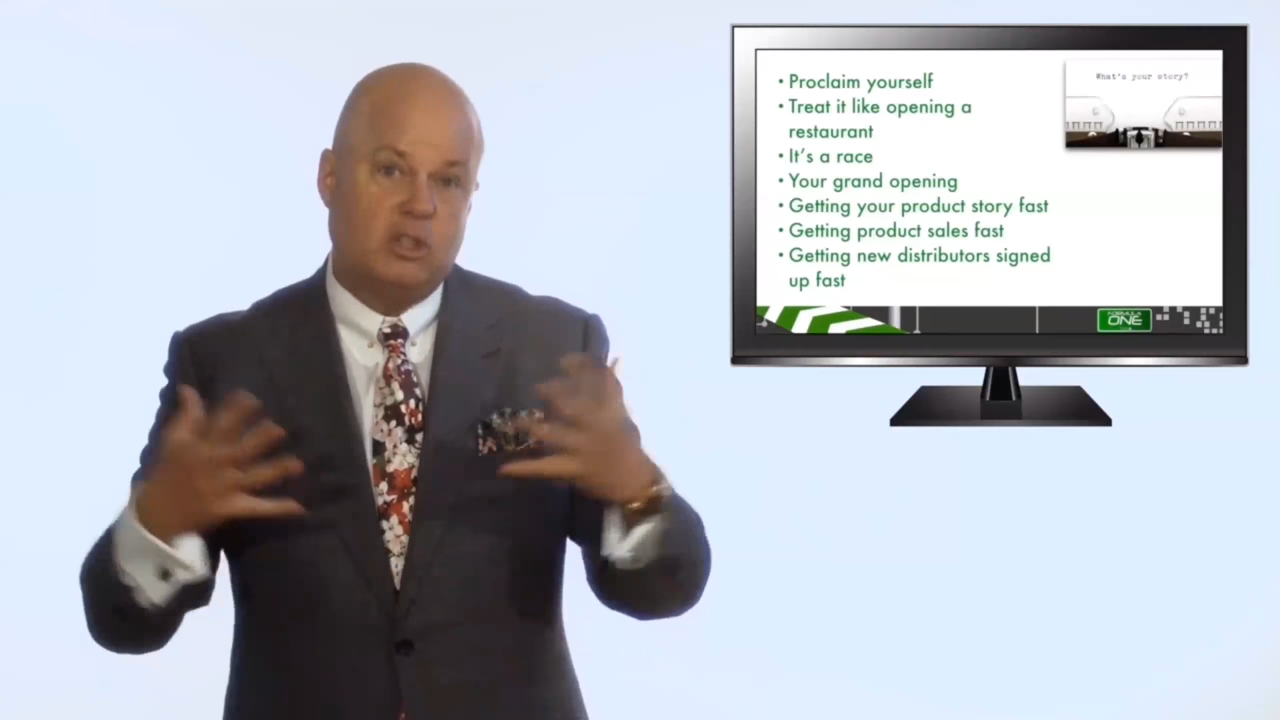 • Proclaim yourself
• Treat it like opening a
restaurant
• It's a race
• Your grand opening
• Getting your product story fast
• Getting product sales fast
• Getting new distributors signed
up fast
What's your story?
FORMULA
ONE